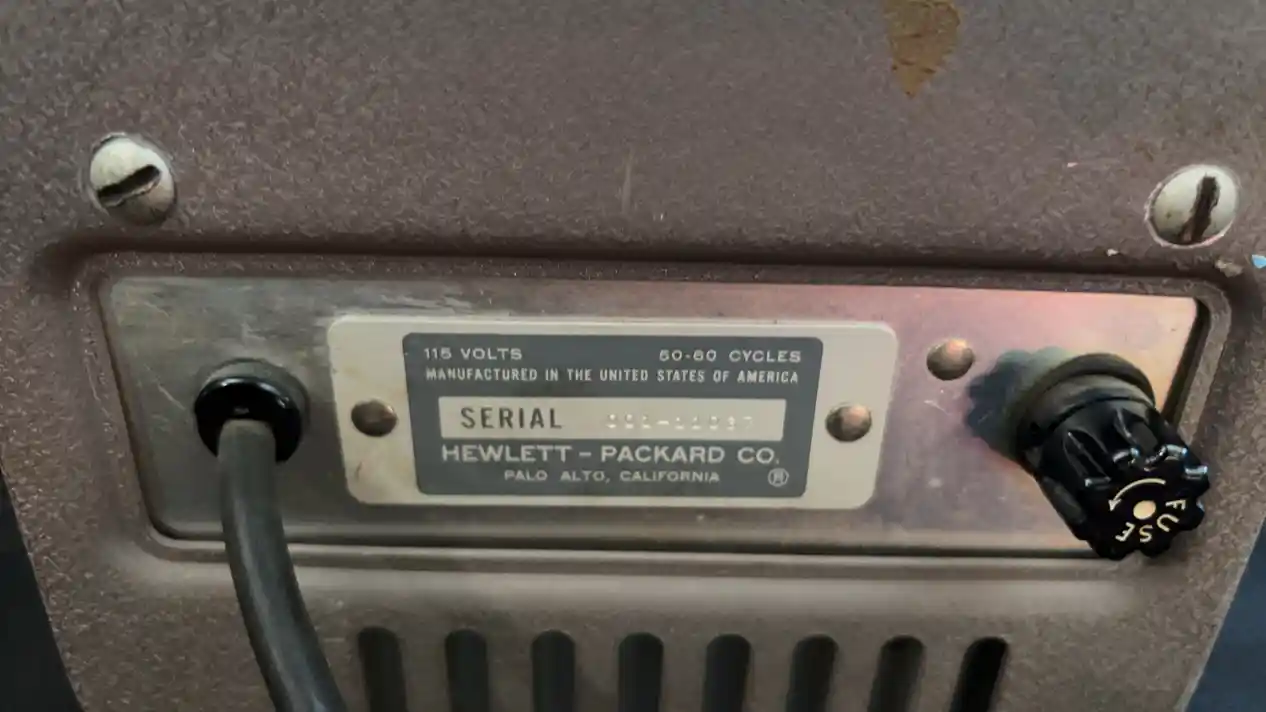 115 VOLTS 50-60 CYCLES
MANUFACTURED IN THE UNITED STATES OF AMERICA
SERIAL
HEWLETT - PACKARD CO.
PALO ALTO, CALIFORNIA ®
FUSE